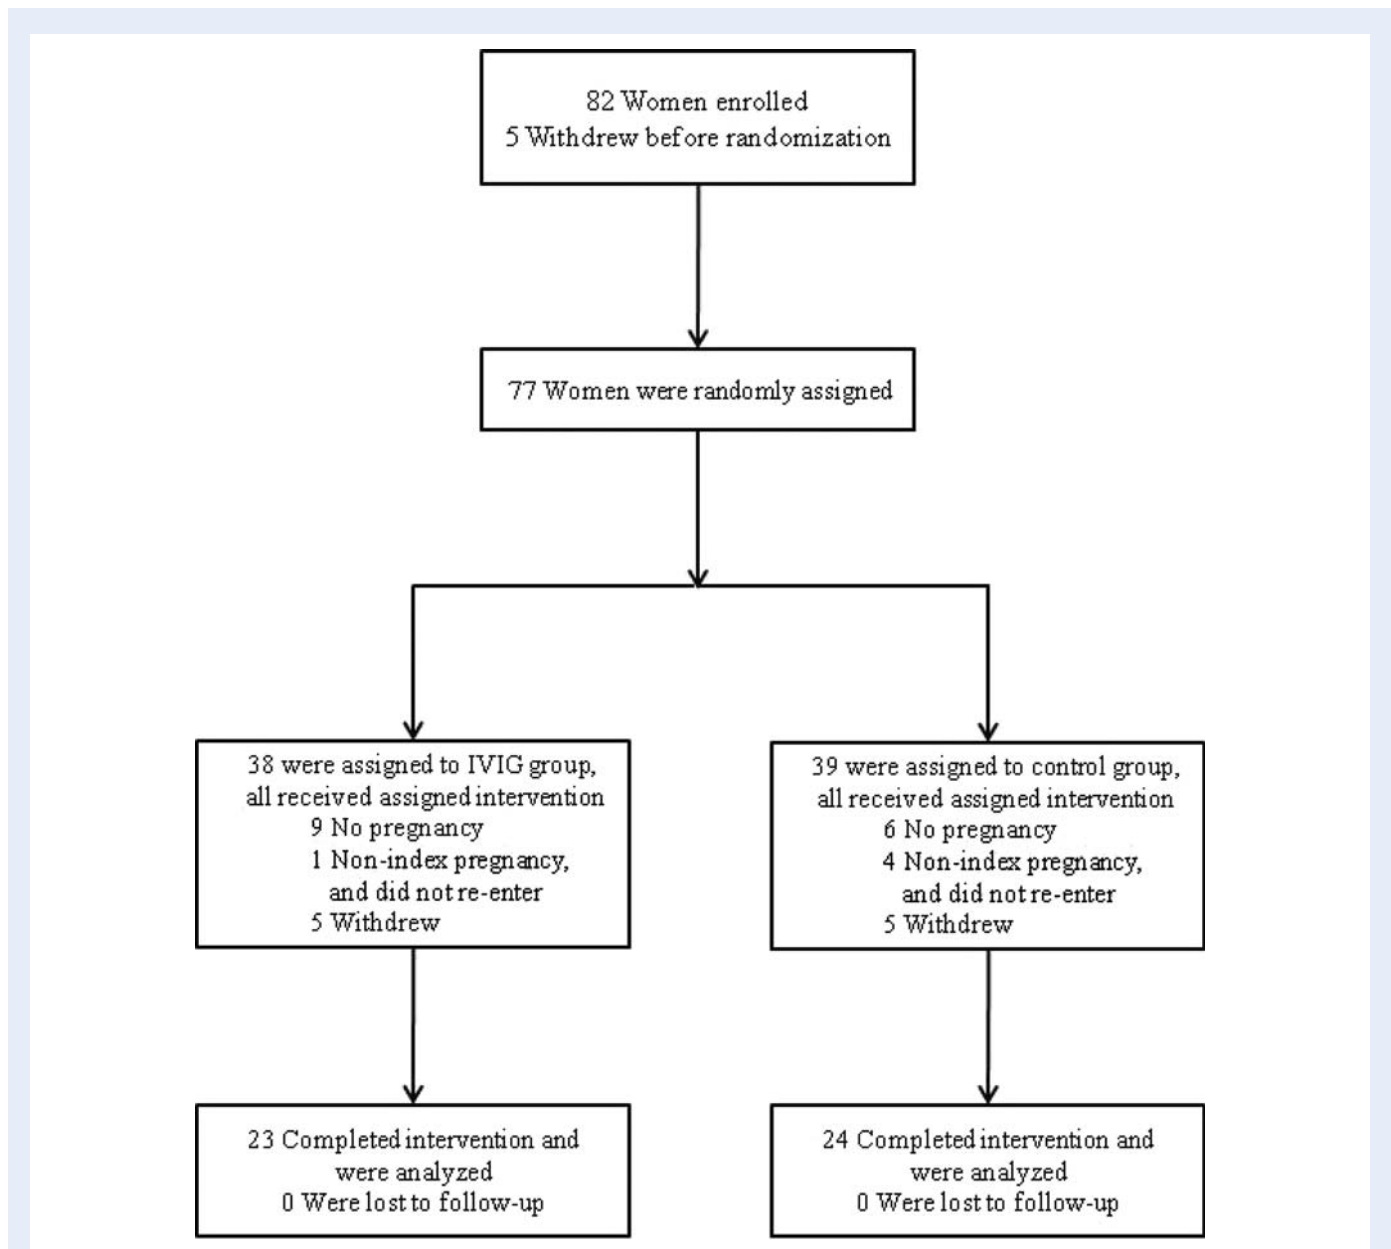 82 Women enrolled
5 Withdrew before randomization
77 Women were randomly assigned
38 were assigned to IVIG group,
all received assigned intervention
9 No pregnancy
1 Non-index pregnancy,
and did not re-enter
5 Withdrew
39 were assigned to control group,
all received assigned intervention
6 No pregnancy
4 Non-index pregnancy,
and did not re-enter
5 Withdrew
23 Completed intervention and
were analyzed
0 Were lost to follow-up
24 Completed intervention and
were analyzed
0 Were lost to follow-up